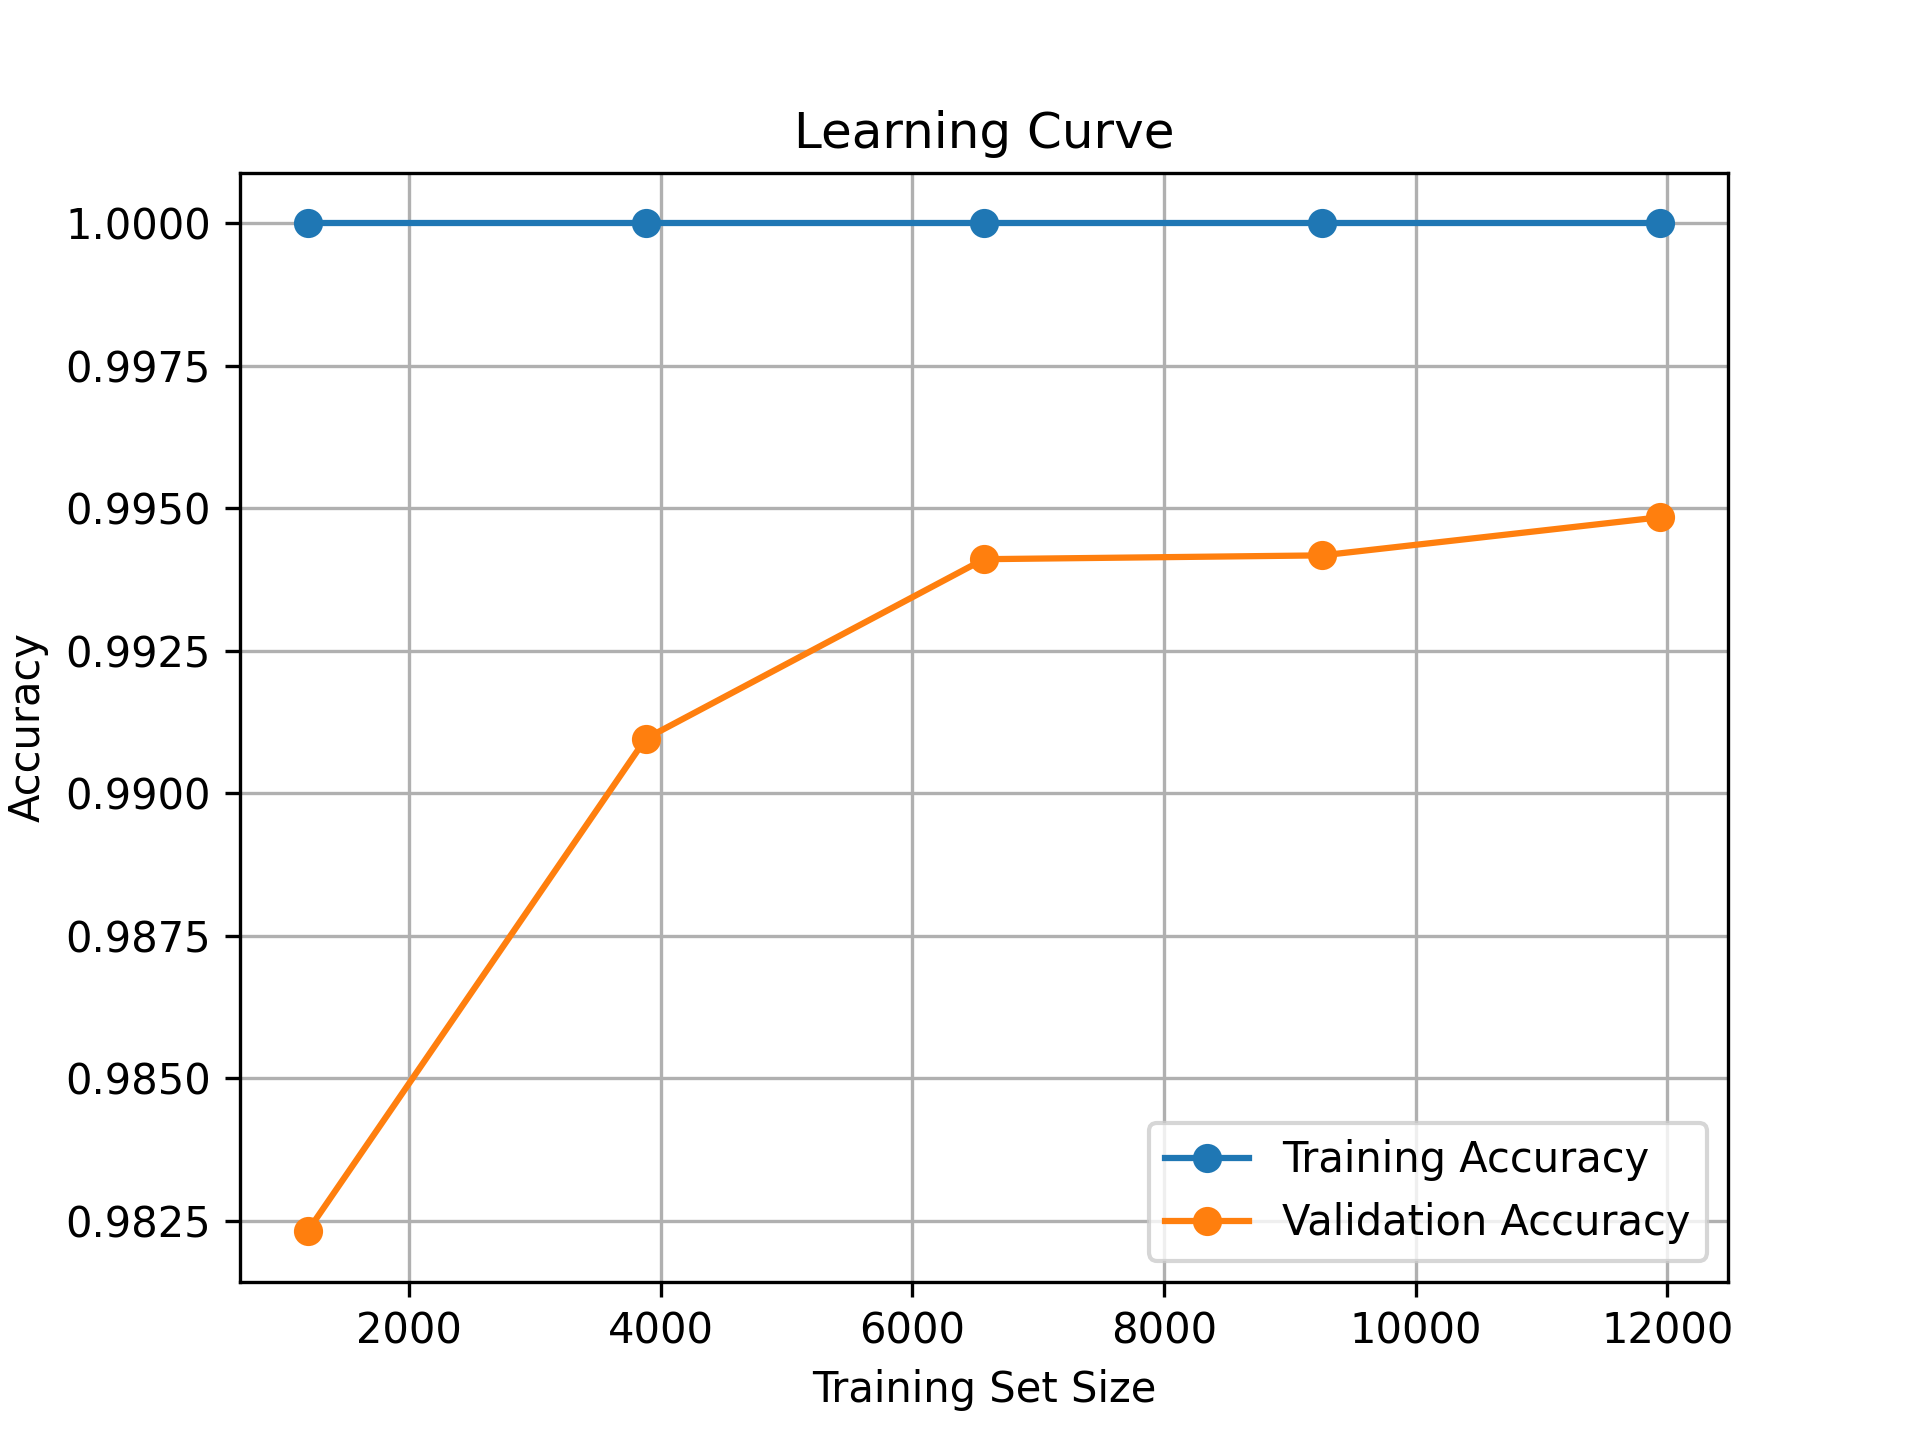 Learning Curve
1.0000
0.9975
0.9950
0.9925
0.9900
0.9875
0.9850
0.9825
Accuracy
Training Accuracy
Validation Accuracy
2000 4000 6000 8000 10000 12000
Training Set Size